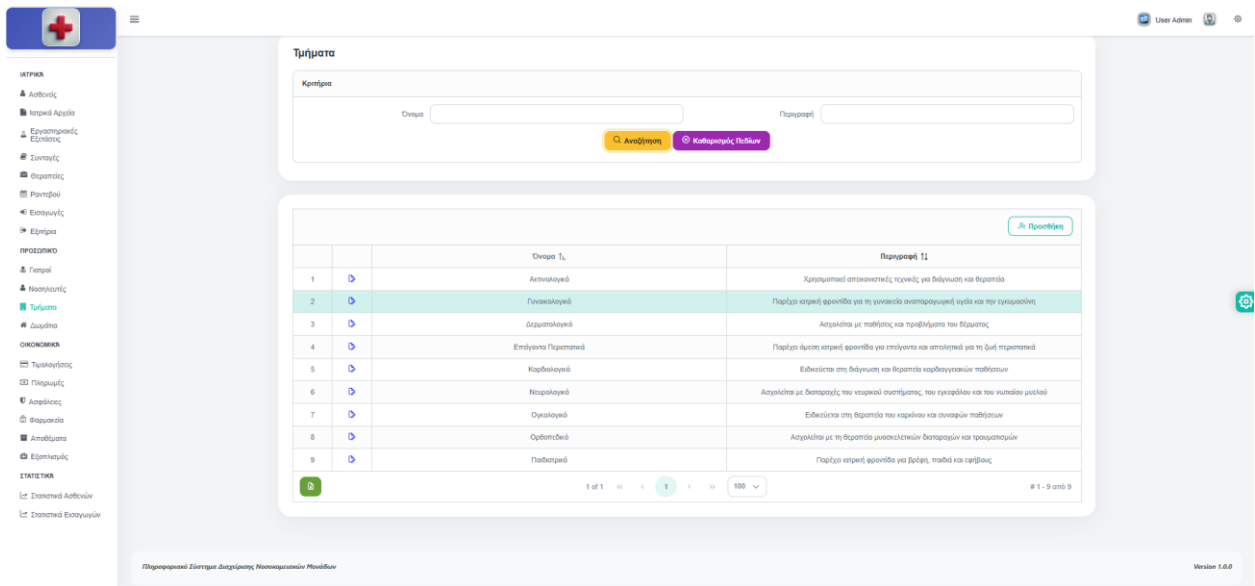 User Admin
ΙΑΤΡΙΚΑ
Ασθενείς
Ιατρικά Αρχεία
Εργαστηριακές
Εξετάσεις
Συνταγές
Θεραπείες
Ραντεβού
Εισαγωγές
Εξιτήρια
ΠΡΟΣΩΠΙΚΟ
Γιατροί
Νοσηλευτές
Τμήματα
Δωμάτια
ΟΙΚΟΝΟΜΙΚΑ
Τιμολογήσεις
Πληρωμές
Ασφάλειες
Φαρμακεία
Αποθέματα
Εξοπλισμός
ΣΤΑΤΙΣΤΙΚΑ
Στατιστικά Ασθενών
Στατιστικά Εισαγωγών
Τμήματα
Κριτήρια
Όνομα Περιγραφή
Αναζήτηση Καθαρισμός Πεδίων
Προσθήκη
Όνομα Περιγραφή
1 Ακτινολογικό Χρησιμοποιεί απεικονιστικές τεχνικές για διάγνωση και θεραπεία
2 Γυναικολογικό Παρέχει ιατρική φροντίδα για τη γυναικεία αναπαραγωγική υγεία και την εγκυμοσύνη
3 Δερματολογικό Ασχολείται με παθήσεις και προβλήματα του δέρματος
4 Επείγοντα Περιστατικά Παρέχει άμεση ιατρική φροντίδα για επείγοντα και απειλητικά για τη ζωή περιστατικά
5 Καρδιολογικό Ειδικεύεται στη διάγνωση και θεραπεία καρδιαγγειακών παθήσεων
6 Νευρολογικό Ασχολείται με διαταραχές του νευρικού συστήματος, του εγκεφάλου και του νωτιαίου μυελού
7 Ογκολογικό Ειδικεύεται στη θεραπεία του καρκίνου και συναφών παθήσεων
8 Ορθοπεδικό Ασχολείται με τη θεραπεία μυοσκελετικών διαταραχών και τραυματισμών
9 Παιδιατρικό Παρέχει ιατρική φροντίδα για βρέφη, παιδιά και εφήβους
1 of 1 1 100 # 1 - 9 από 9
Πληροφοριακό Σύστημα Διαχείρισης Νοσοκομειακών Μονάδων Version 1.0.0